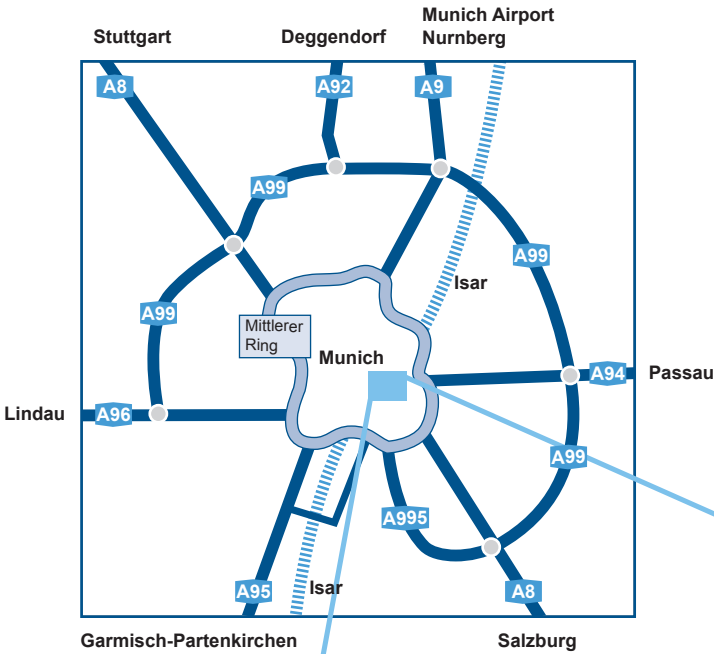 Munich Airport
Stuttgart
Deggendorf
Nurnberg
A8
A92
A9
A99
A99
Isar
A99
Mittlerer
Ring
Munich
A94
Passau
Lindau
A96
A99
A995
A95
Isar
A8
Garmisch-Partenkirchen
Salzburg